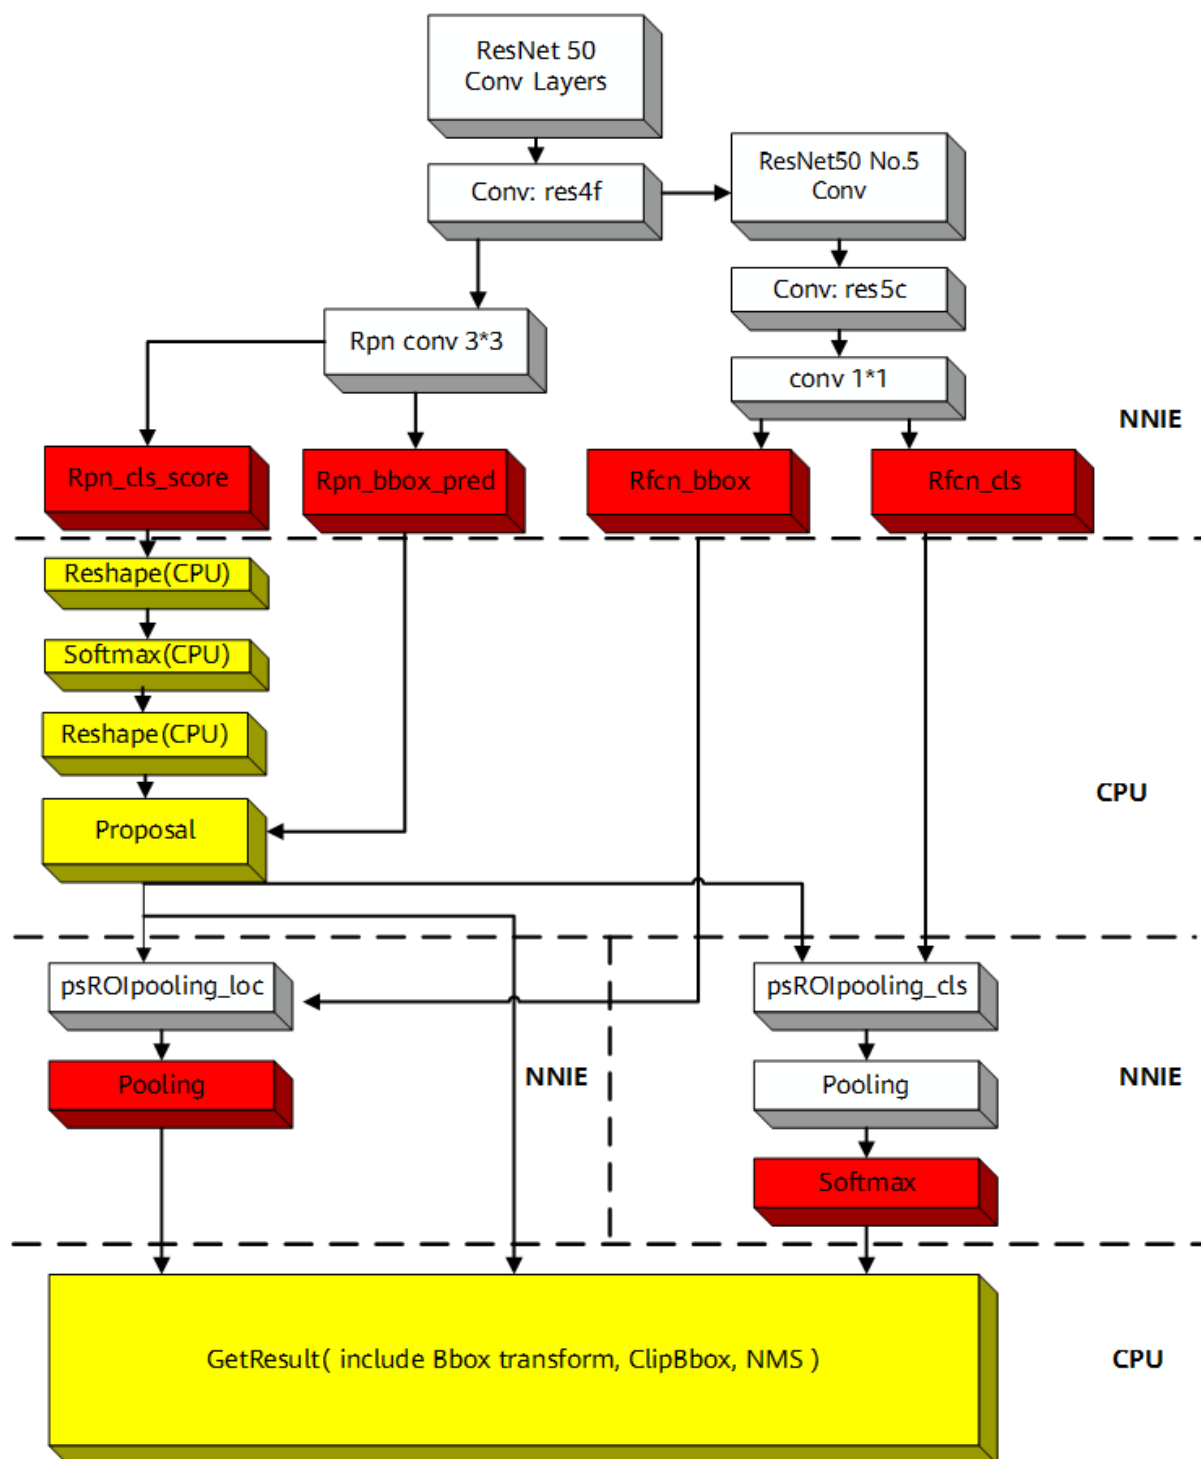 ResNet 50
Conv Layers
Conv: res4f
ResNet50 No.5
Conv
Conv: res5c
Rpn conv 3*3
conv 1*1
NNIE
Rpn_cls_score
Rpn_bbox_pred
Rfcn_bbox
Rfcn_cls
Reshape(CPU)
Softmax(CPU)
Reshape(CPU)
CPU
Proposal
psROIpooling_loc
psROIpooling_cls
Pooling
NNIE
Pooling
NNIE
Softmax
GetResult( include Bbox transform, ClipBbox, NMS )
CPU